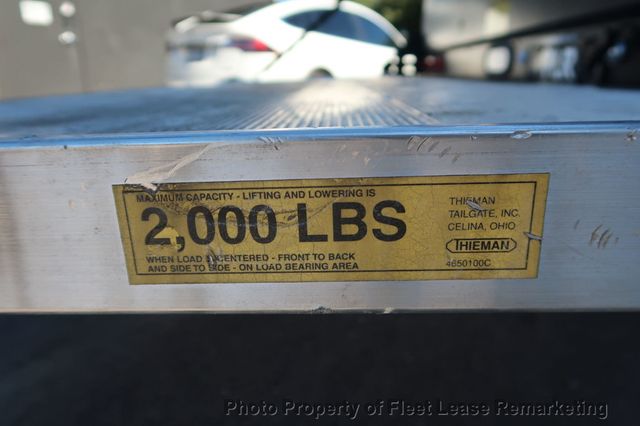 MAXIMUM CAPACITY - LIFTING AND LOWERING IS
2,000 LBS
WHEN LOAD IS CENTERED - FRONT TO BACK
AND SIDE TO SIDE - ON LOAD BEARING AREA
THIEMAN
TAILGATE, INC.
CELINA, OHIO
THIEMAN
4650100C
Photo Property of Fleet Lease Remarketing